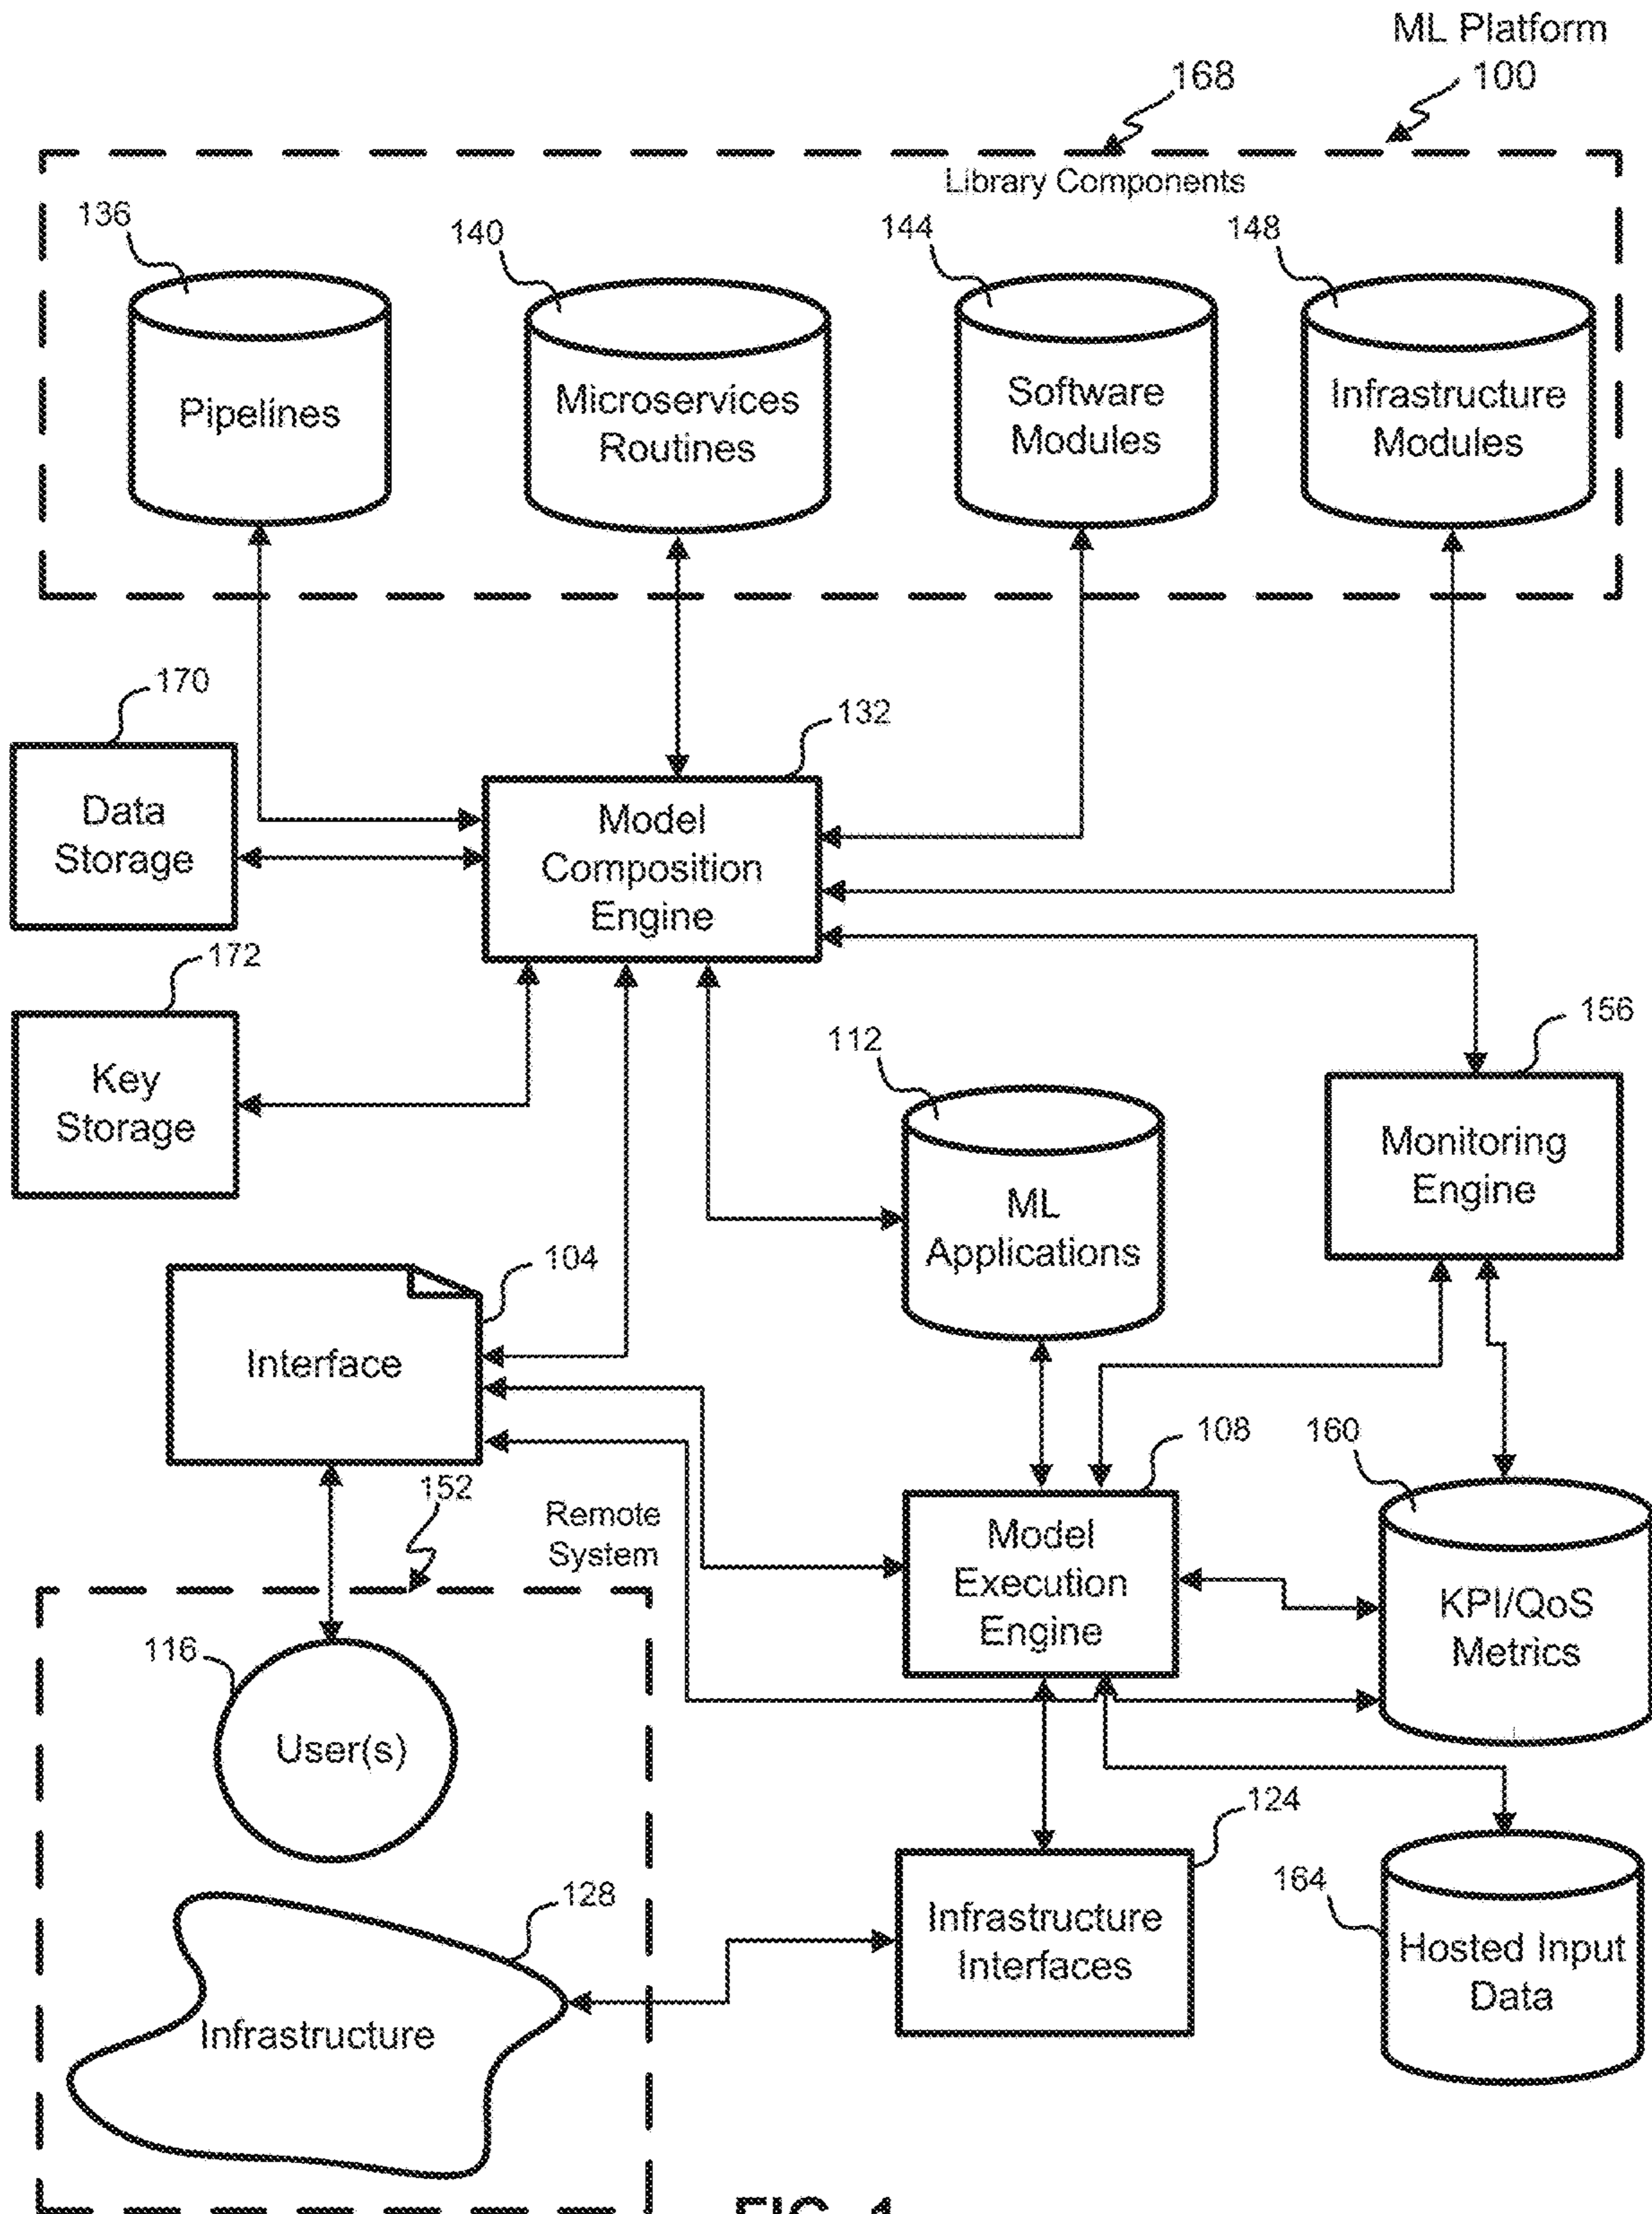 ML Platform
100
168
Library Components
136
140
144
148
Pipelines
Microservices
Routines
Software
Modules
Infrastructure
Modules
170
132
Data
Storage
Model
Composition
Engine
172
Key
Storage
112
156
ML
Applications
Monitoring
Engine
104
Interface
108
160
152
Remote
System
Model
Execution
Engine
KPI/QoS
Metrics
116
User(s)
124
128
Infrastructure
Interfaces
164
Hosted Input
Data
Infrastructure
FIG. 1